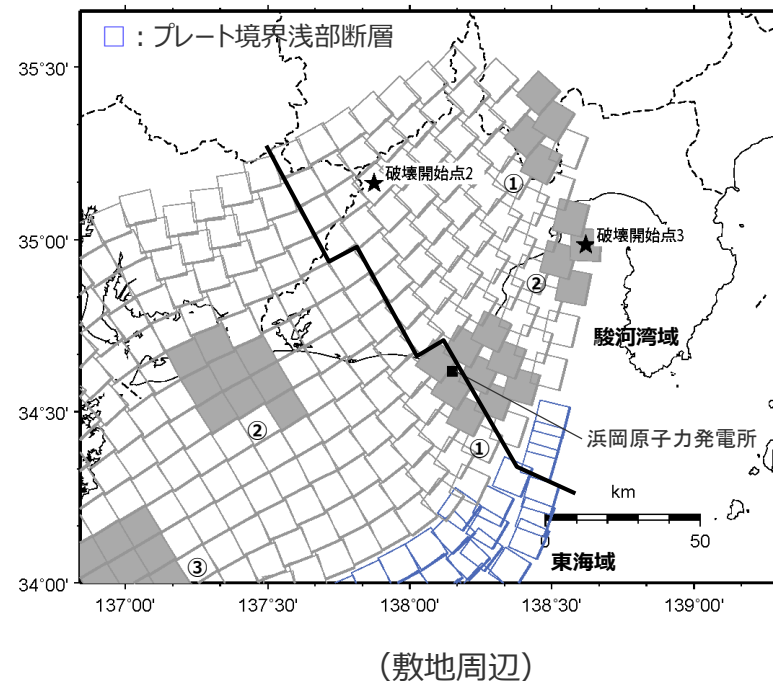 □：プレート境界浅部断層
35°30'
破壊開始点2
①
35°00'
破壊開始点3
②
駿河湾域
34°30'
②
①
浜岡原子力発電所
km
0
50
③
東海域
34°00'
137°00'
137°30'
138°00'
138°30'
139°00'
（敷地周辺）